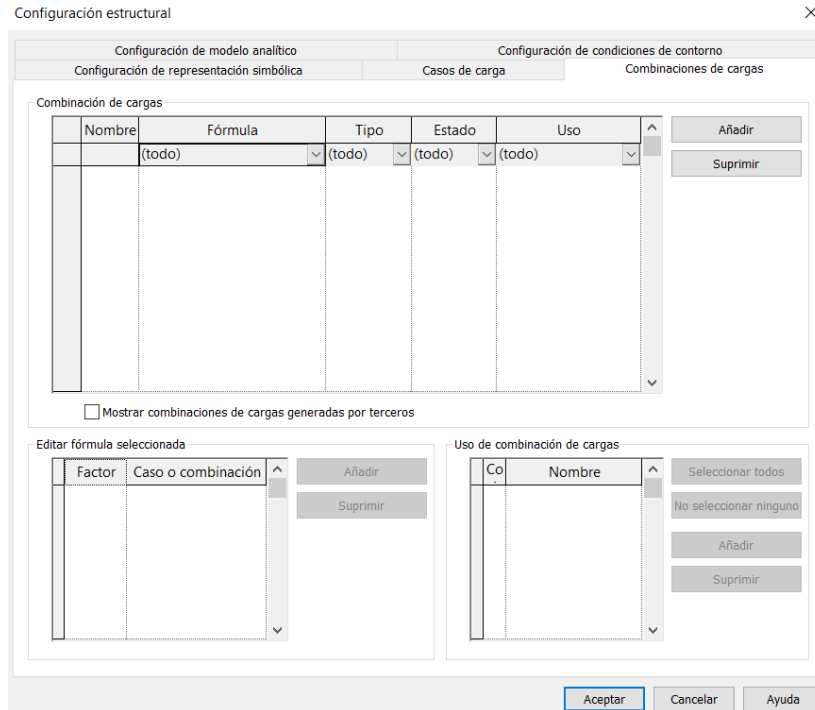 Configuración estructural
Configuración de modelo analítico
Configuración de condiciones de contorno
Configuración de representación simbólica
Casos de carga
Combinaciones de cargas
Combinación de cargas
Nombre Fórmula Tipo Estado Uso
(todo) (todo) (todo) (todo)
Añadir
Suprimir
Mostrar combinaciones de cargas generadas por terceros
Editar fórmula seleccionada
Factor Caso o combinación
Añadir
Suprimir
Uso de combinación de cargas
Co Nombre
Seleccionar todos
No seleccionar ninguno
Añadir
Suprimir
Aceptar Cancelar Ayuda